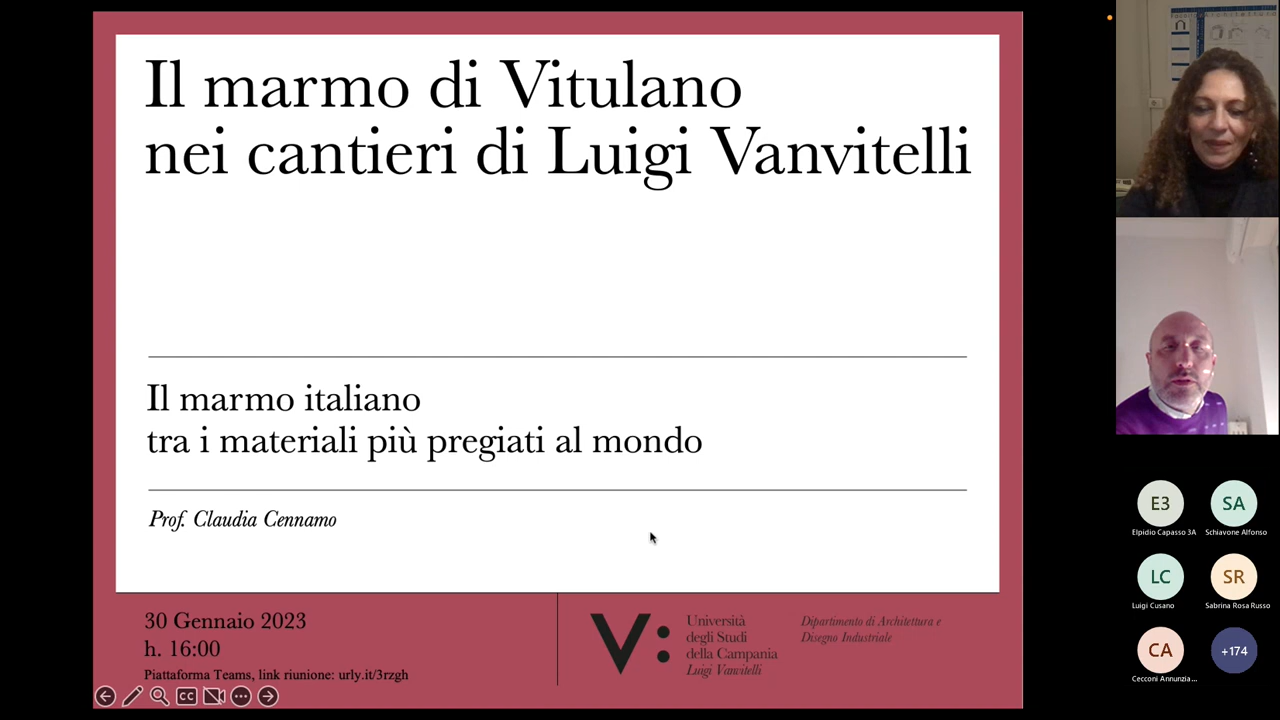 Il marmo di Vitulano
nei cantieri di Luigi Vanvitelli
Il marmo italiano
tra i materiali più pregiati al mondo
Prof. Claudia Cennamo
30 Gennaio 2023
h. 16:00
Piattaforma Teams, link riunione: urly.it/3rzgh
V:
Università
degli Studi
della Campania
Luigi Vanvitelli
Dipartimento di Architettura e
Disegno Industriale
CC
E3
Elpidio Capasso 3A
SA
Schiavone Alfonso
LC
Luigi Cusano
SR
Sabrina Rosa Russo
CA
Cecconi Annunzia...
+174